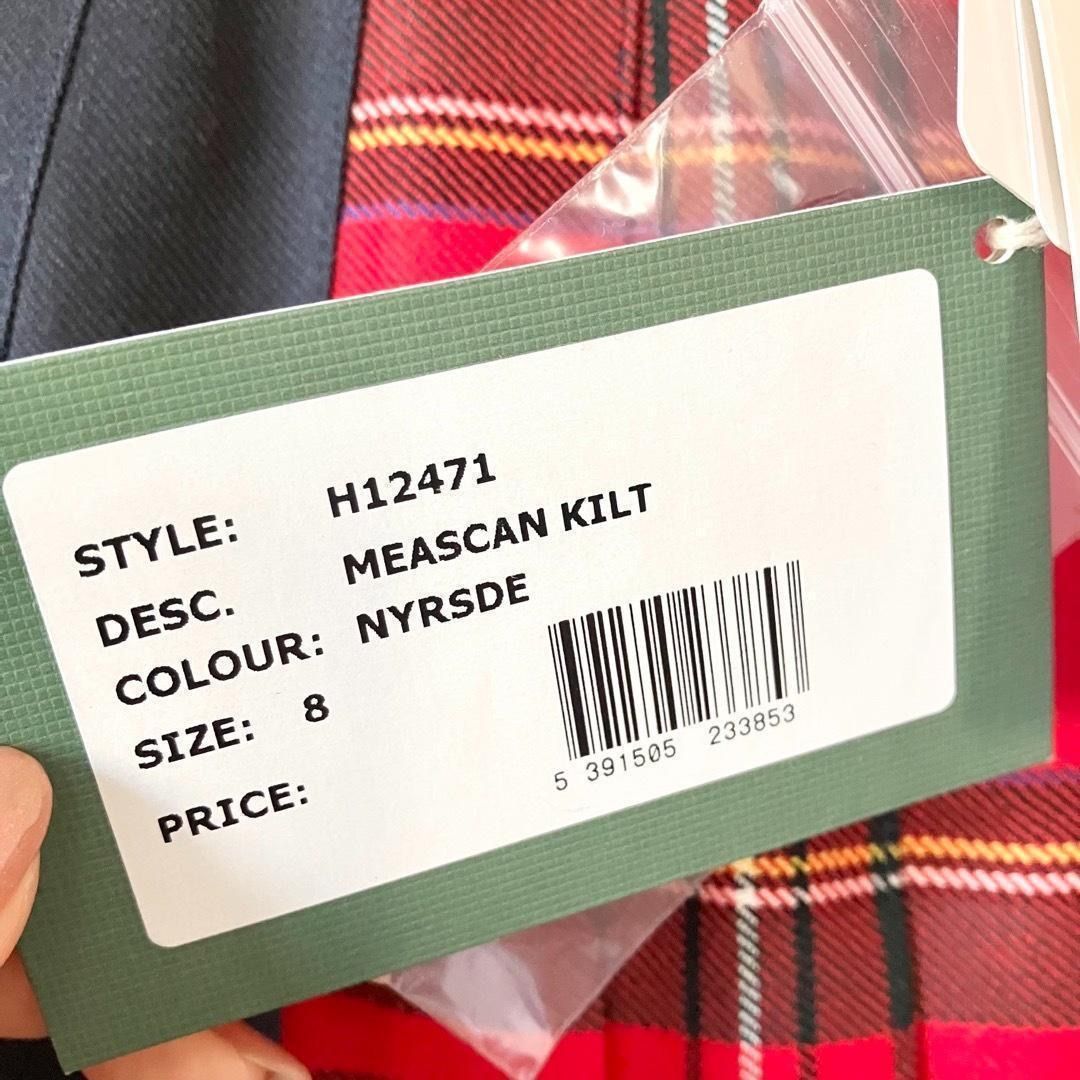 STYLE: H12471
DESC. MEASCAN KILT
COLOUR: NYRSDE
SIZE: 8
PRICE:
5 391505 233853